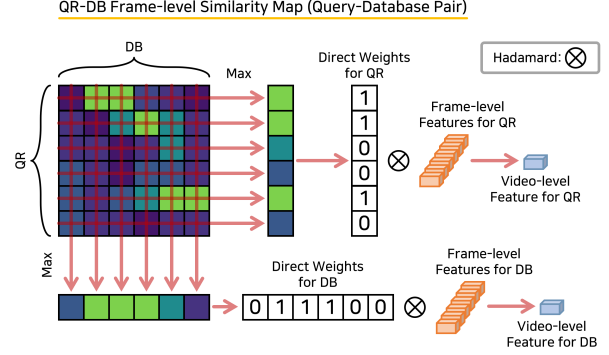 QR-DB Frame-level Similarity Map (Query-Database Pair)
DB
Max
Direct Weights
for QR
Hadamard:
QR
1
1
0
0
1
0
Frame-level
Features for QR
Video-level
Feature for QR
Max
Direct Weights
for DB
0 1 1 1 0 0
Frame-level
Features for DB
Video-level
Feature for DB